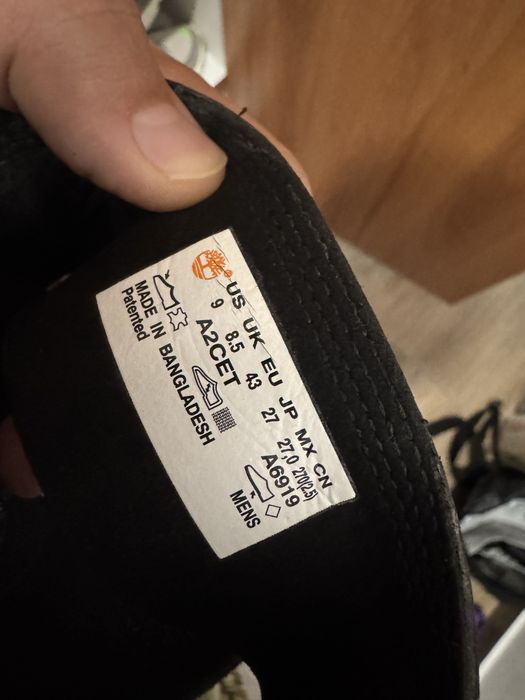 US UK EU JP MX CN
9 8.5 43 27 27,0 270(2.5)
A2CET A6919
MADE IN BANGLADESH
Patented
MENS